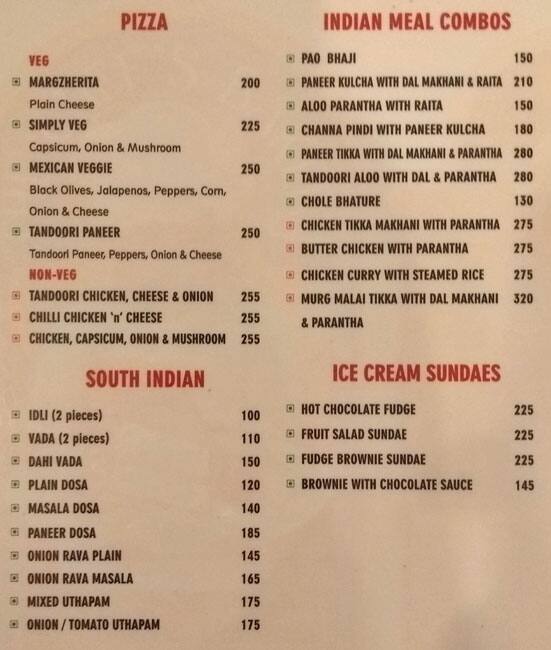 PIZZA
VEG
MARGZHERITA 200
Plain Cheese
SIMPLY VEG 225
Capsicum, Onion & Mushroom
MEXICAN VEGGIE 250
Black Olives, Jalapenos, Peppers, Corn,
Onion & Cheese
TANDOORI PANEER 250
Tandoori Paneer, Peppers, Onion & Cheese
NON-VEG
TANDOORI CHICKEN, CHEESE & ONION 255
CHILLI CHICKEN 'n' CHEESE 255
CHICKEN, CAPSICUM, ONION & MUSHROOM 255
SOUTH INDIAN
IDLI (2 pieces) 100
VADA (2 pieces) 110
DAHI VADA 150
PLAIN DOSA 120
MASALA DOSA 140
PANEER DOSA 185
ONION RAVA PLAIN 145
ONION RAVA MASALA 165
MIXED UTHAPAM 175
ONION / TOMATO UTHAPAM 175
INDIAN MEAL COMBOS
PAO BHAJI 150
PANEER KULCHA WITH DAL MAKHANI & RAITA 210
ALOO PARANTHA WITH RAITA 150
CHANNA PINDI WITH PANEER KULCHA 180
PANEER TIKKA WITH DAL MAKHANI & PARANTHA 280
TANDOORI ALOO WITH DAL & PARANTHA 280
CHOLE BHATURE 130
CHICKEN TIKKA MAKHANI WITH PARANTHA 275
BUTTER CHICKEN WITH PARANTHA 275
CHICKEN CURRY WITH STEAMED RICE 275
MURG MALAI TIKKA WITH DAL MAKHANI 320
& PARANTHA
ICE CREAM SUNDAES
HOT CHOCOLATE FUDGE 225
FRUIT SALAD SUNDAE 225
FUDGE BROWNIE SUNDAE 225
BROWNIE WITH CHOCOLATE SAUCE 145